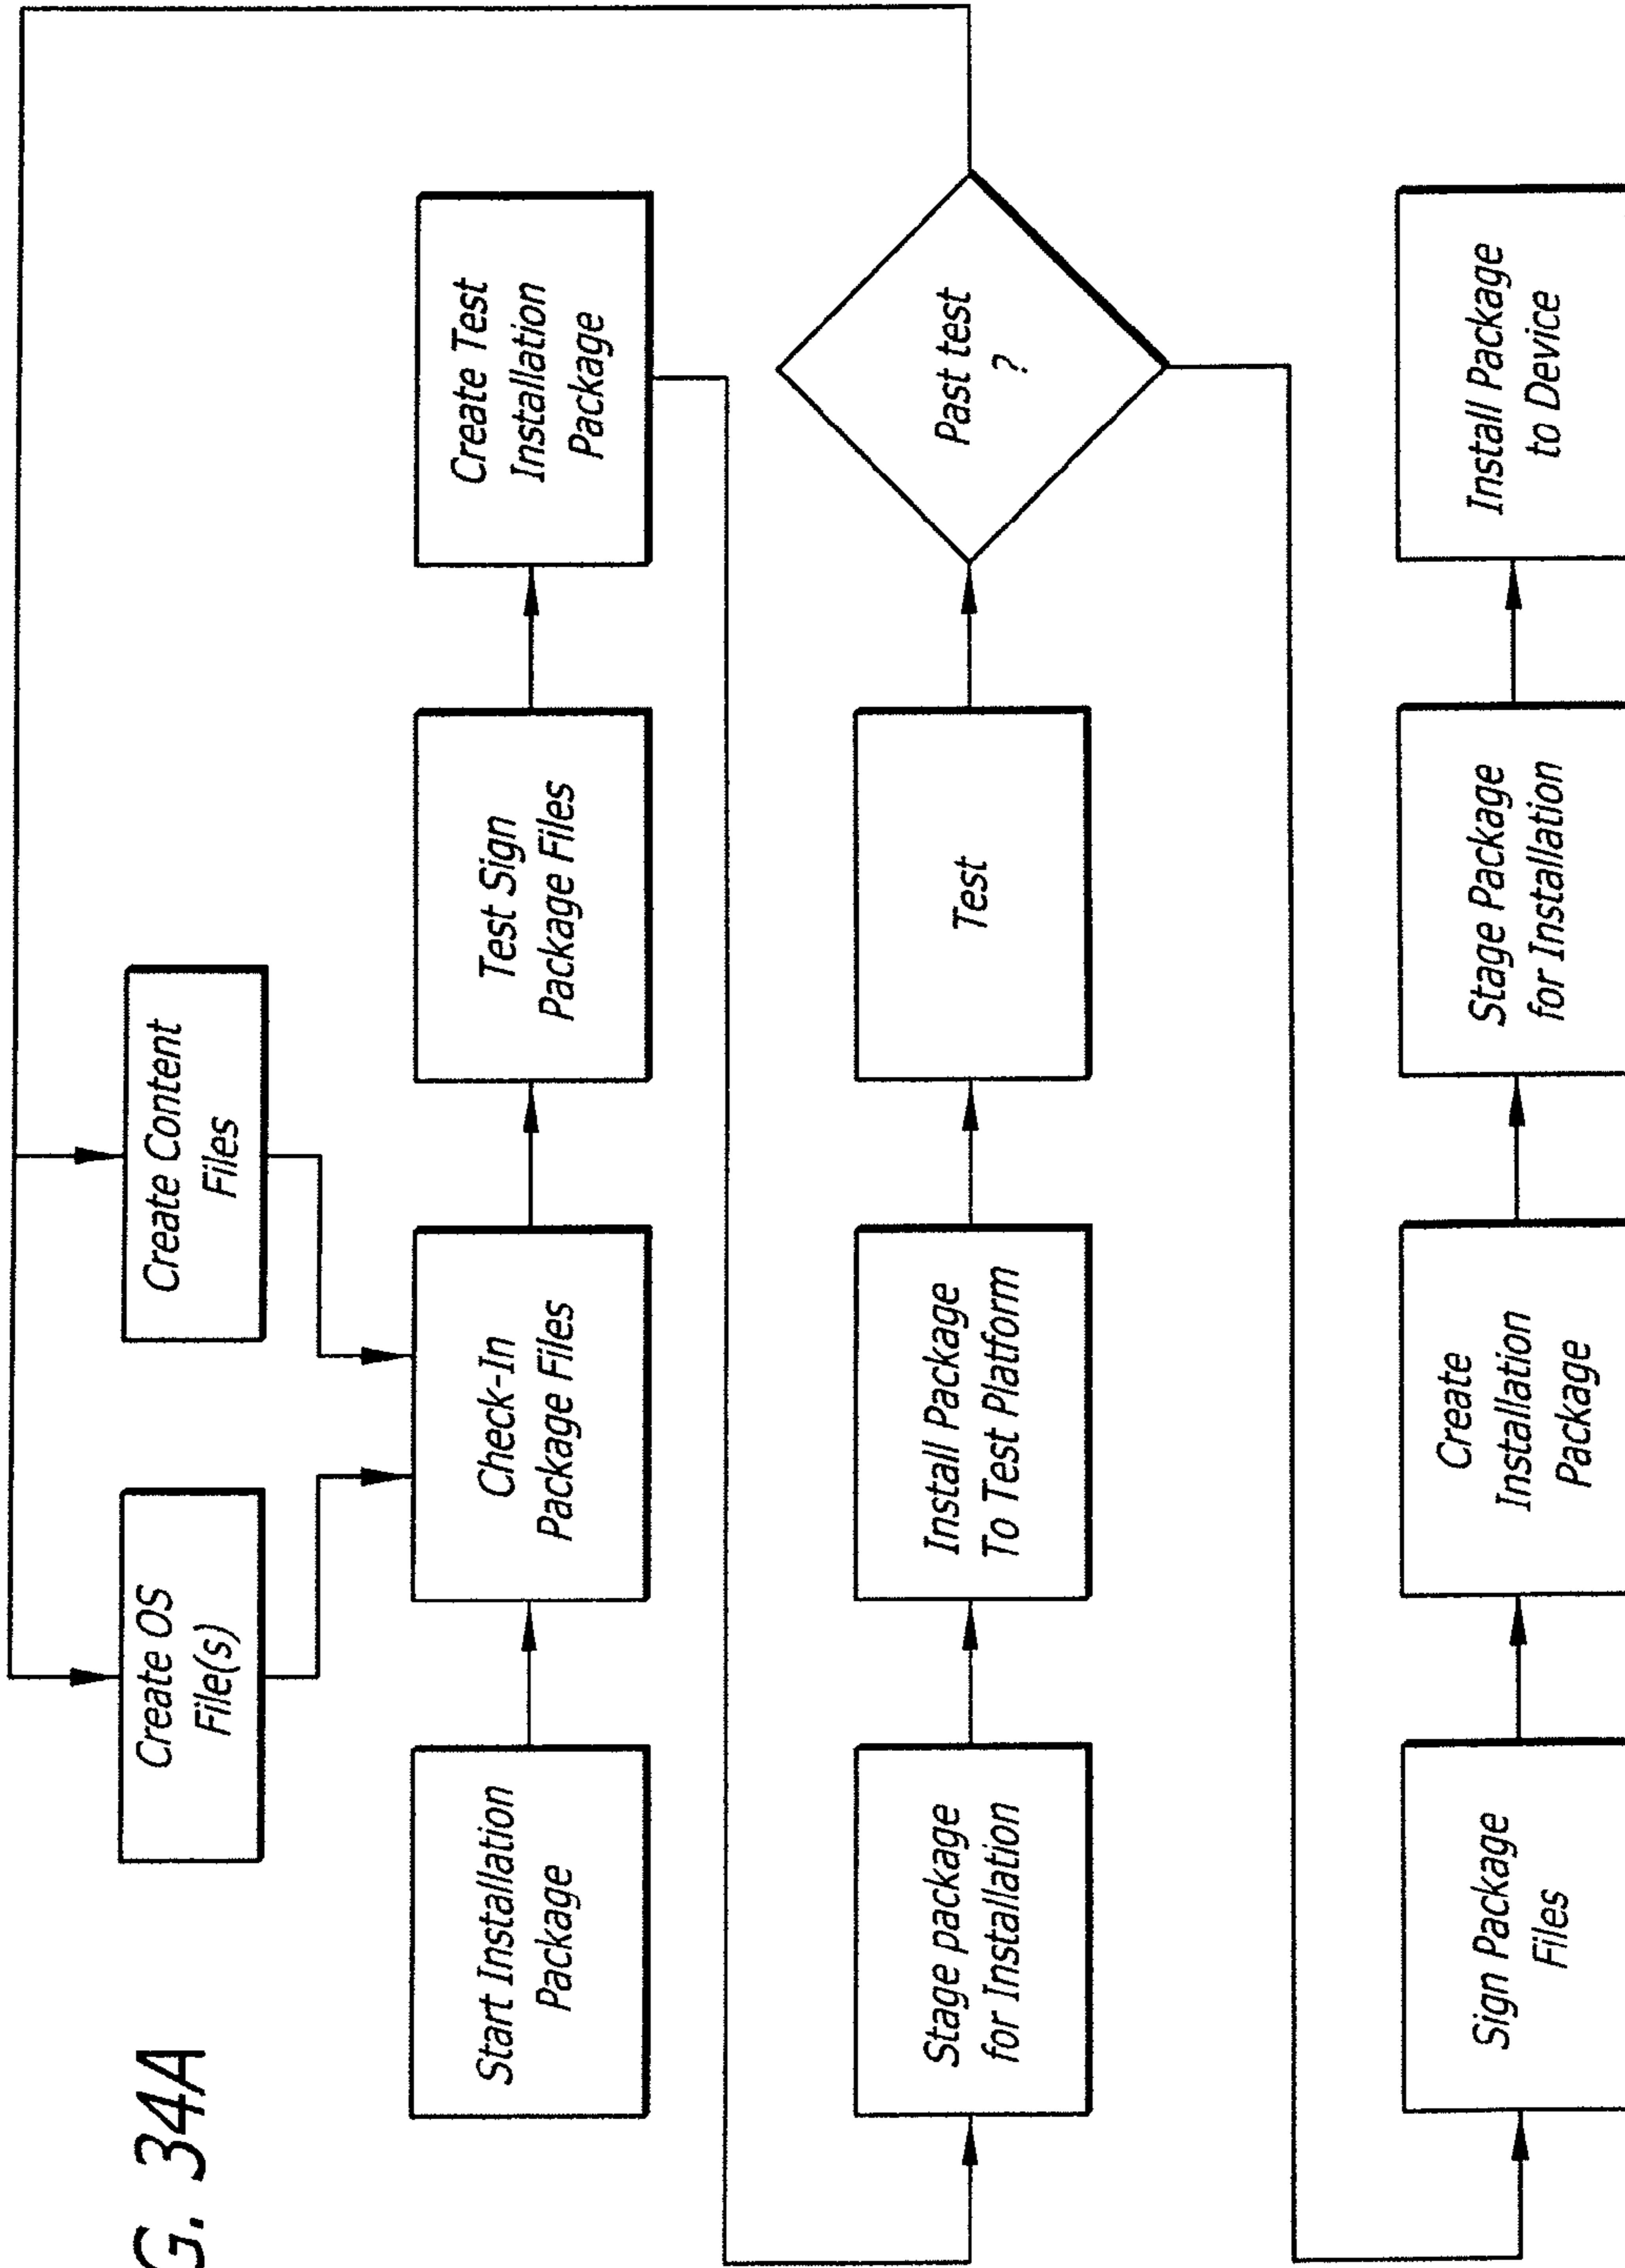 G. 34A
Create OS
File(s)
Create Content
Files
Start Installation
Package
Check-In
Package Files
Test Sign
Package Files
Create Test
Installation
Package
Stage package
for Installation
Install Package
To Test Platform
Test
Past test
?
Sign Package
Files
Create
Installation
Package
Stage Package
for Installation
Install Package
to Device